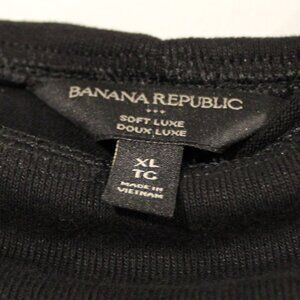 BANANA REPUBLIC
SOFT LUXE
DOUX LUXE
XL
TG
MADE IN
VIETNAM